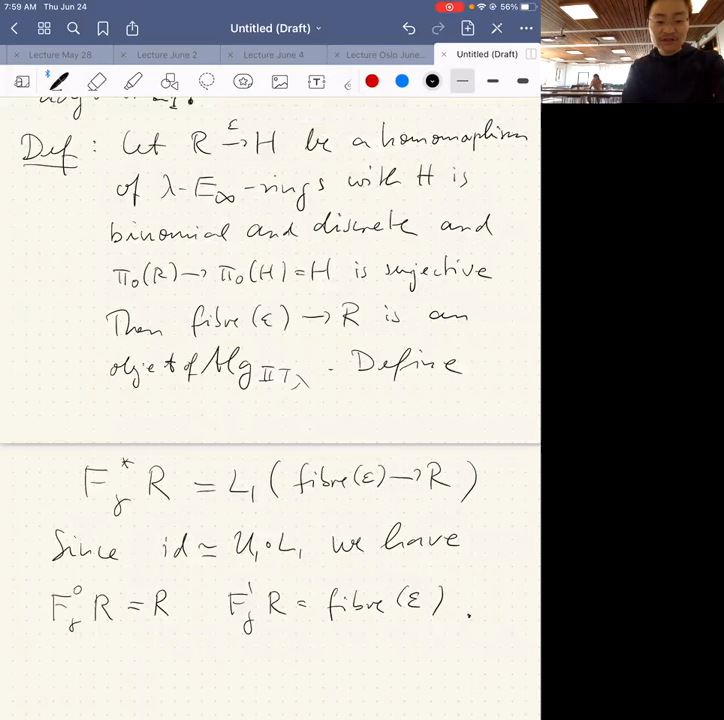 7:59 AM Thu Jun 24
56%
Untitled (Draft)
Lecture May 28
Lecture June 2
Lecture June 4
Lecture Oslo June...
Untitled (Draft)
Def : Let R →^ε H be a homomorphism
of λ-E∞-rings with H is
binomial and discrete and
π₀(R) → π₀(H) = H is surjective
Then fibre(ε) → R is an
object of Alg_{IIT_λ}. Define
F_γ^* R = L₁ ( fibre(ε) → R )
Since id ≃ U₁∘L₁ we have
F_γ^0 R = R F_γ^1 R = fibre(ε).